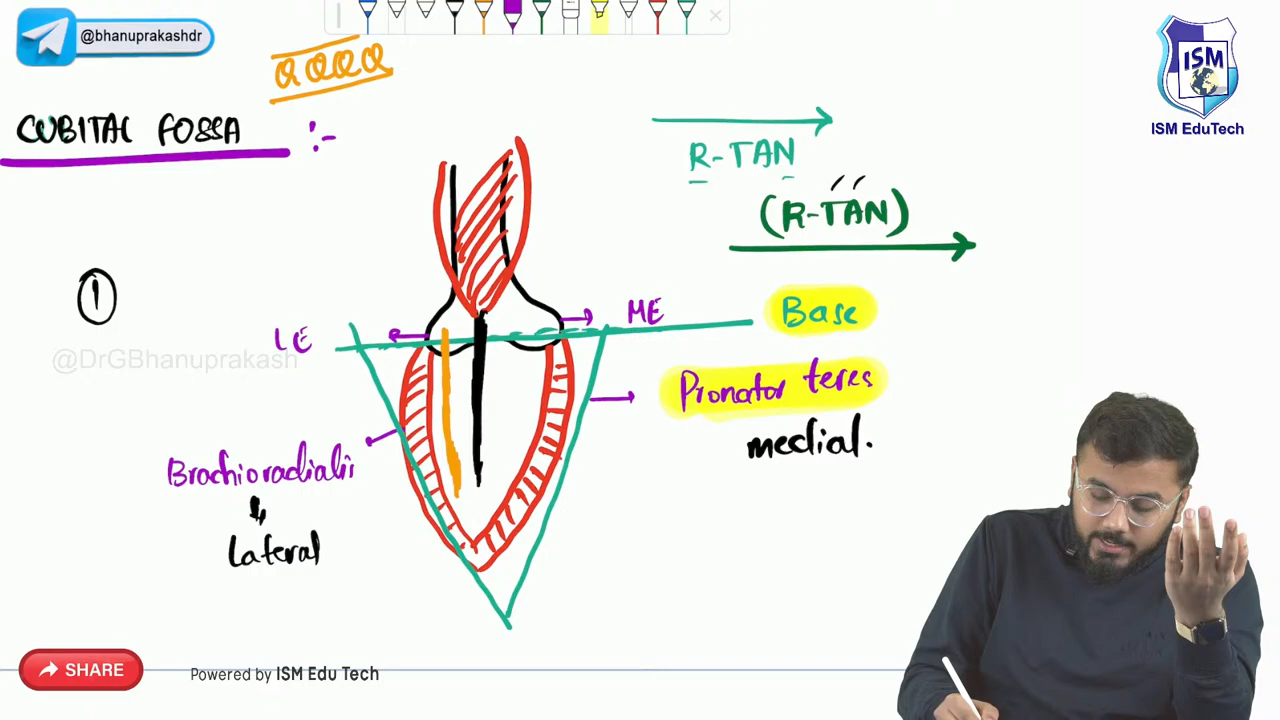 @bhanuprakashdr
QQQQ
CUBITAL FOSSA :-
ISM
ISM EduTech
R-TAN
(R-TAN)
1
LE
ME
Base
@DrGBhanuprakash
Pronator teres
medial.
Brachioradialis
Lateral
SHARE
Powered by ISM Edu Tech